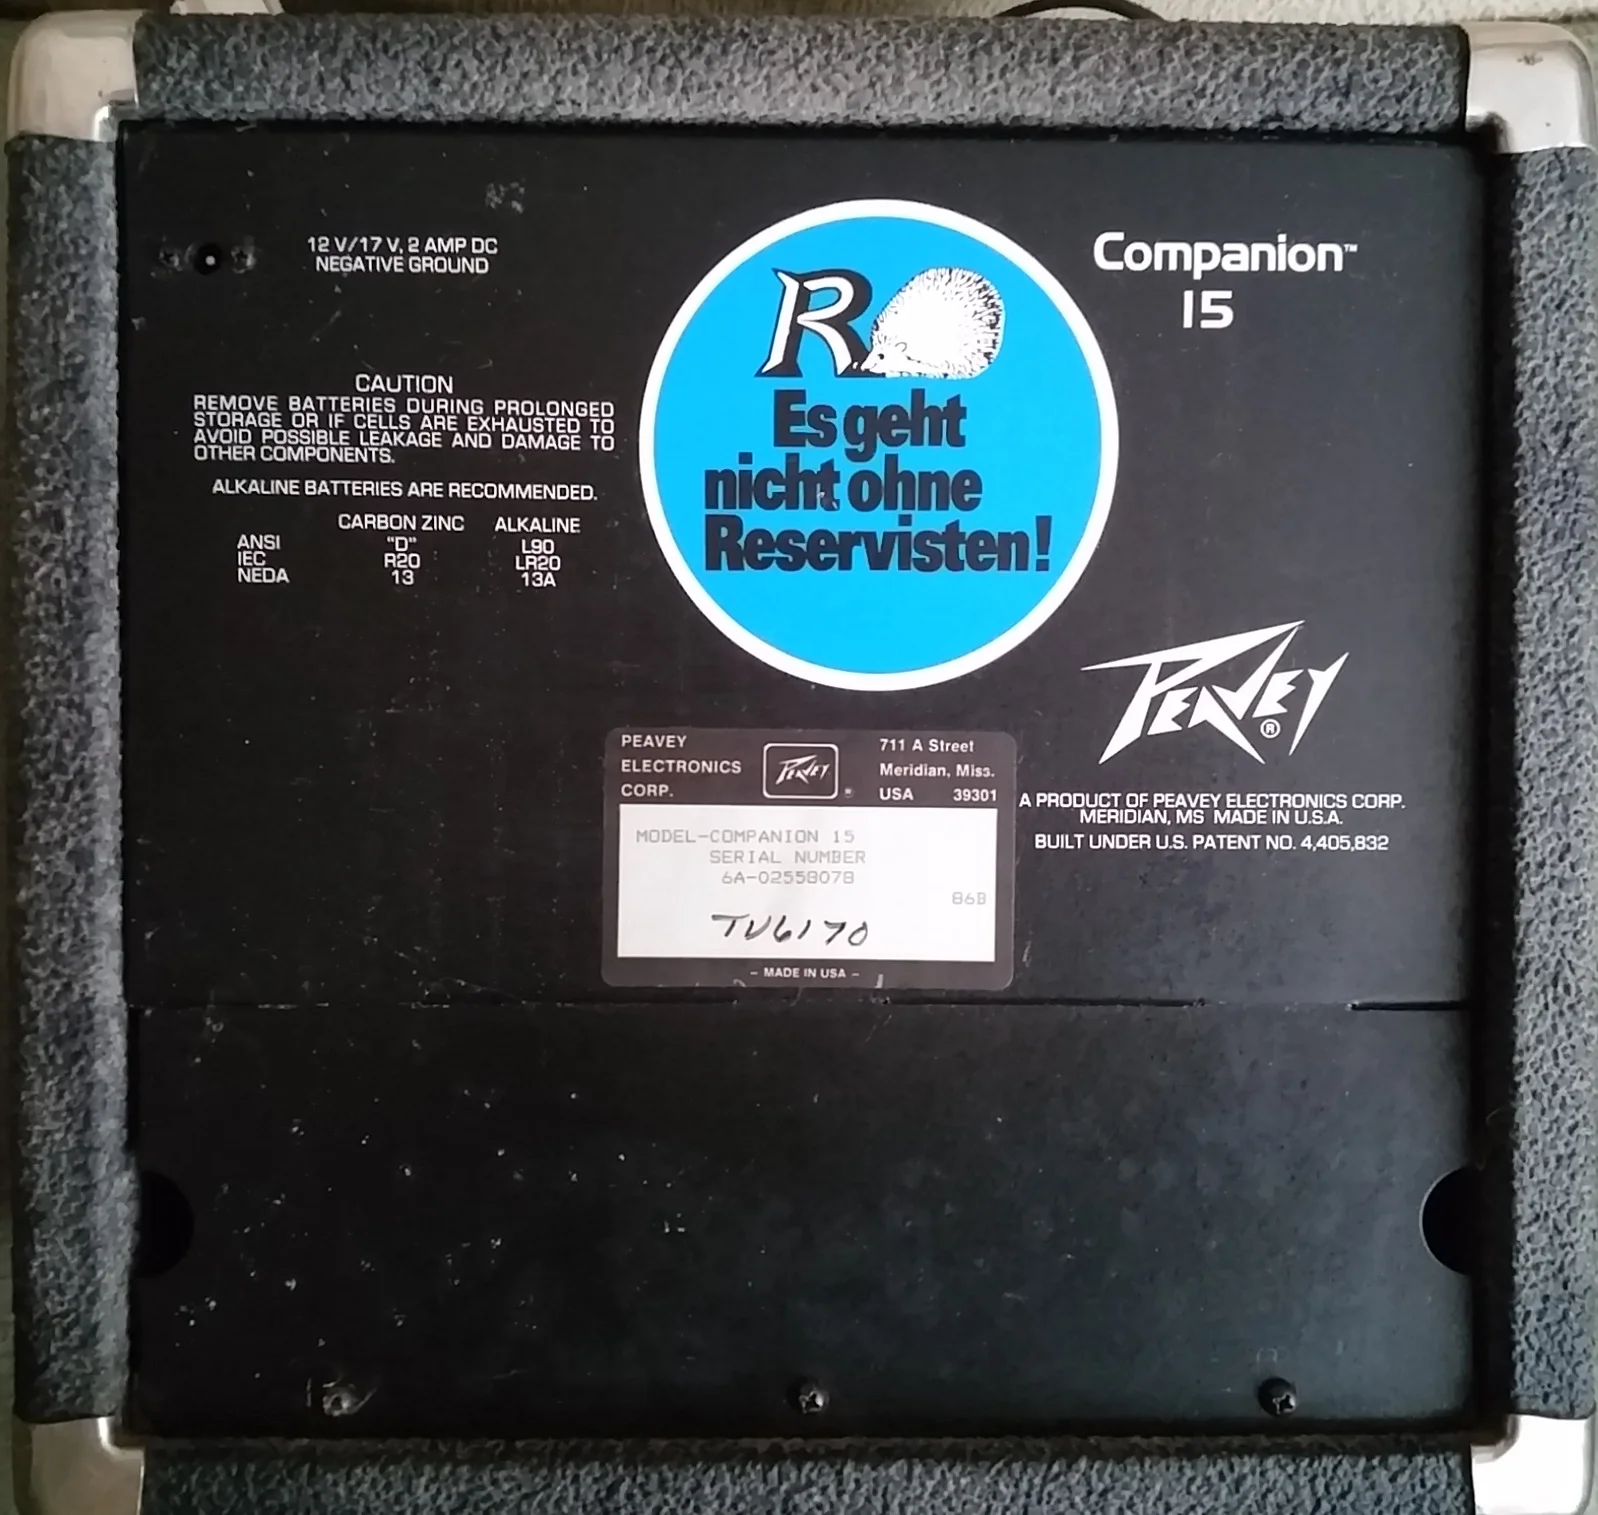 12 V/17 V, 2 AMP DC
NEGATIVE GROUND
CAUTION
REMOVE BATTERIES DURING PROLONGED
STORAGE OR IF CELLS ARE EXHAUSTED TO
AVOID POSSIBLE LEAKAGE AND DAMAGE TO
OTHER COMPONENTS.
ALKALINE BATTERIES ARE RECOMMENDED.
CARBON ZINC ALKALINE
ANSI "D" L90
IEC R20 LR20
NEDA 13 13A
R
Es geht
nicht ohne
Reservisten!
Companion™
15
PEAVEY®
A PRODUCT OF PEAVEY ELECTRONICS CORP.
MERIDIAN, MS MADE IN U.S.A.
BUILT UNDER U.S. PATENT NO. 4,405,832
PEAVEY
ELECTRONICS
CORP.
PEAVEY
711 A Street
Meridian, Miss.
USA 39301
MODEL-COMPANION 15
SERIAL NUMBER
6A-02558078
86B
TV6170
– MADE IN USA –